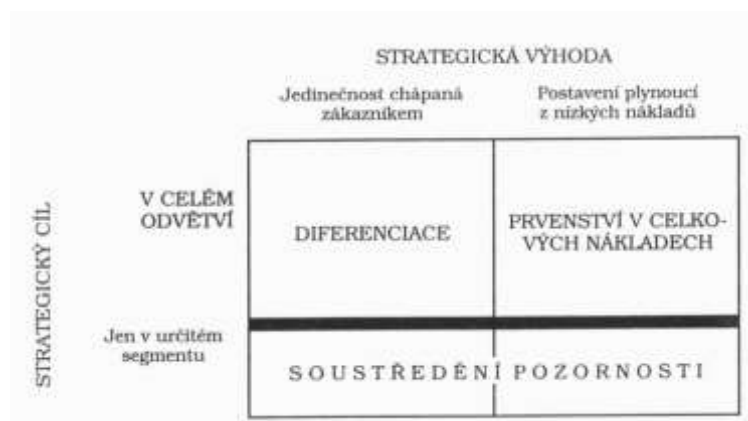 STRATEGICKÁ VÝHODA
Jedinečnost chápaná
zákazníkem
Postavení plynoucí
z nízkých nákladů
STRATEGICKÝ CÍL
V CELÉM
ODVĚTVÍ
DIFERENCIACE
PRVENSTVÍ V CELKO-
VÝCH NÁKLADECH
Jen v určitém
segmentu
SOUSTŘEDĚNÍ POZORNOSTI